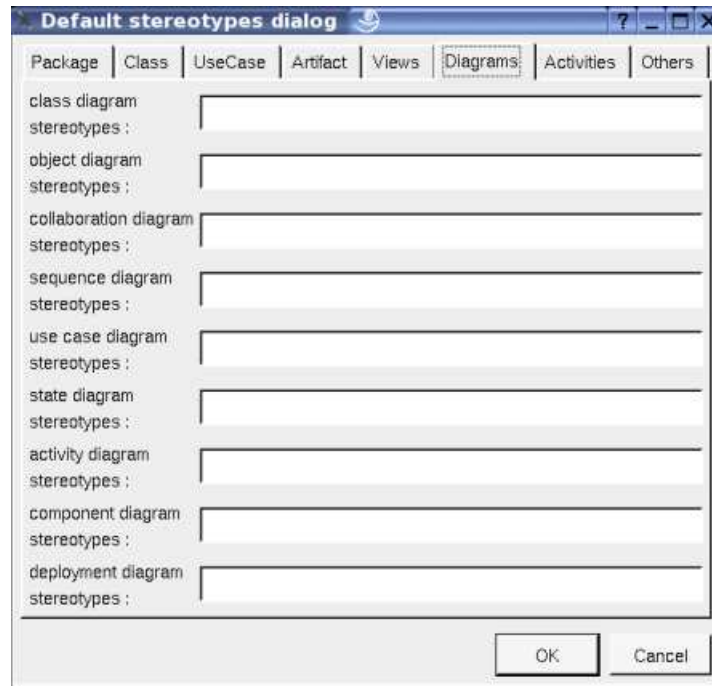 Default stereotypes dialog
Package Class UseCase Artifact Views Diagrams Activities Others
class diagram
stereotypes :
object diagram
stereotypes :
collaboration diagram
stereotypes :
sequence diagram
stereotypes :
use case diagram
stereotypes :
state diagram
stereotypes :
activity diagram
stereotypes :
component diagram
stereotypes :
deployment diagram
stereotypes :
OK Cancel